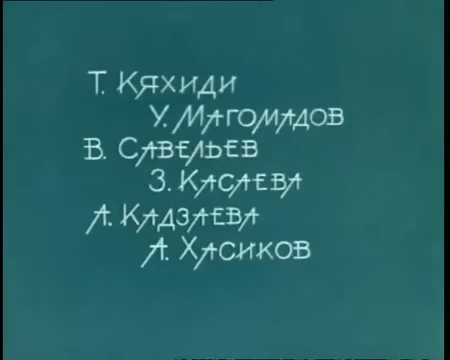 Т. Кяхиди
У. Магомадов
В. Савельев
З. Касаева
А. Кадзаева
А. Хасиков